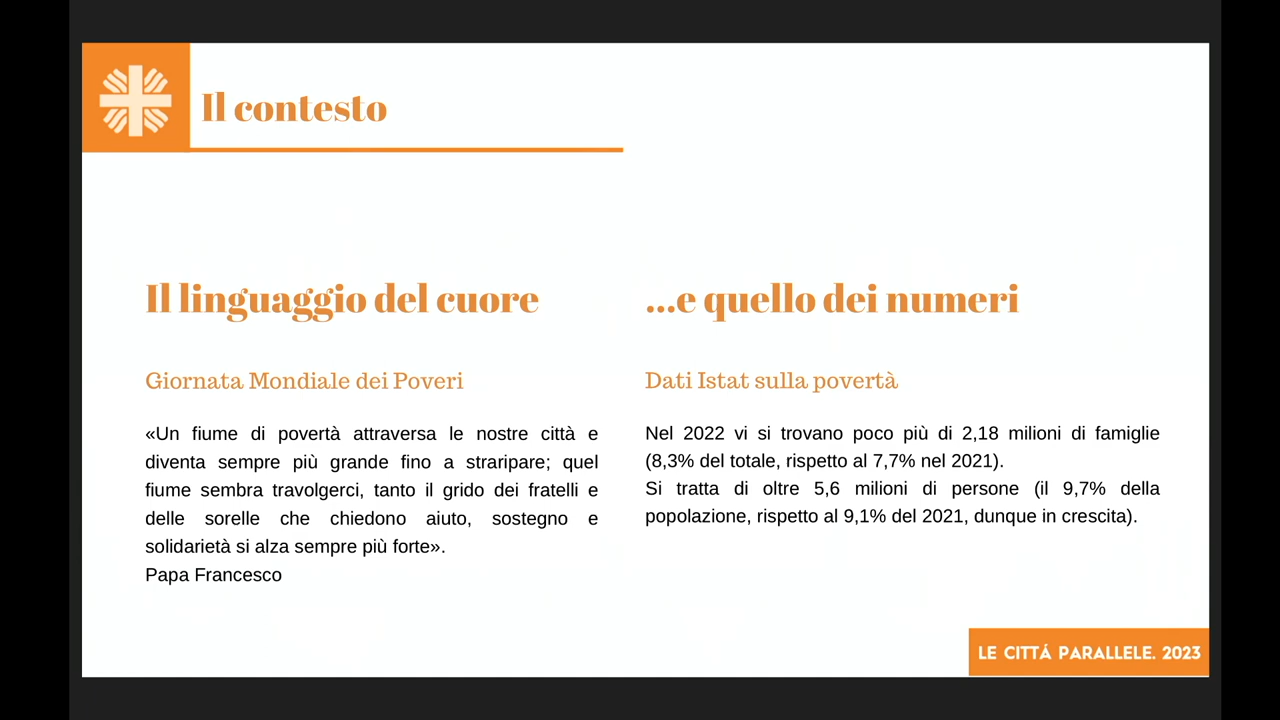 Il contesto
Il linguaggio del cuore
Giornata Mondiale dei Poveri
«Un fiume di povertà attraversa le nostre città e
diventa sempre più grande fino a straripare; quel
fiume sembra travolgerci, tanto il grido dei fratelli e
delle sorelle che chiedono aiuto, sostegno e
solidarietà si alza sempre più forte».
Papa Francesco
...e quello dei numeri
Dati Istat sulla povertà
Nel 2022 vi si trovano poco più di 2,18 milioni di famiglie
(8,3% del totale, rispetto al 7,7% nel 2021).
Si tratta di oltre 5,6 milioni di persone (il 9,7% della
popolazione, rispetto al 9,1% del 2021, dunque in crescita).
LE CITTÁ PARALLELE. 2023